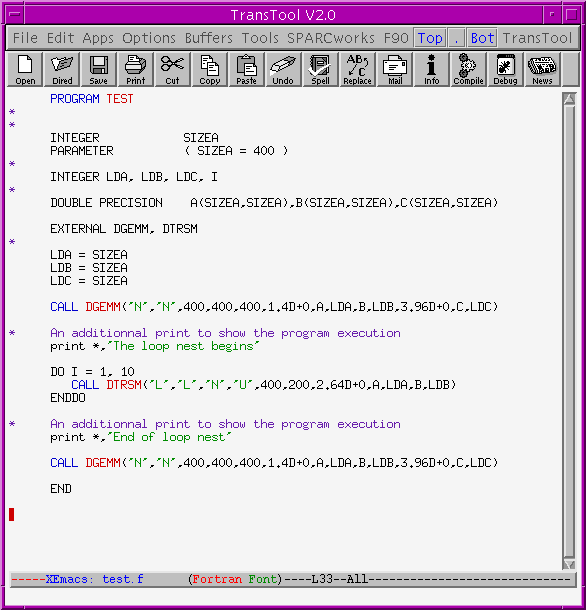 TransTool V2.0
File Edit Apps Options Buffers Tools SPARCworks F90 Top . Bot TransTool
Open Dired Save Print Cut Copy Paste Undo Spell Replace Mail Info Compile Debug News
PROGRAM TEST
*
*
INTEGER SIZEA
PARAMETER ( SIZEA = 400 )
*
INTEGER LDA, LDB, LDC, I
*
DOUBLE PRECISION A(SIZEA,SIZEA),B(SIZEA,SIZEA),C(SIZEA,SIZEA)
EXTERNAL DGEMM, DTRSM
*
LDA = SIZEA
LDB = SIZEA
LDC = SIZEA
CALL DGEMM("N","N",400,400,400,1.4D+0,A,LDA,B,LDB,3.96D+0,C,LDC)
* An additionnal print to show the program execution
print *,"The loop nest begins"
DO I = 1, 10
CALL DTRSM("L","L","N","U",400,200,2.64D+0,A,LDA,B,LDB)
ENDDO
* An additionnal print to show the program execution
print *,"End of loop nest"
CALL DGEMM("N","N",400,400,400,1.4D+0,A,LDA,B,LDB,3.96D+0,C,LDC)
END
-----XEmacs: test.f (Fortran Font)----L33--All----------------------------